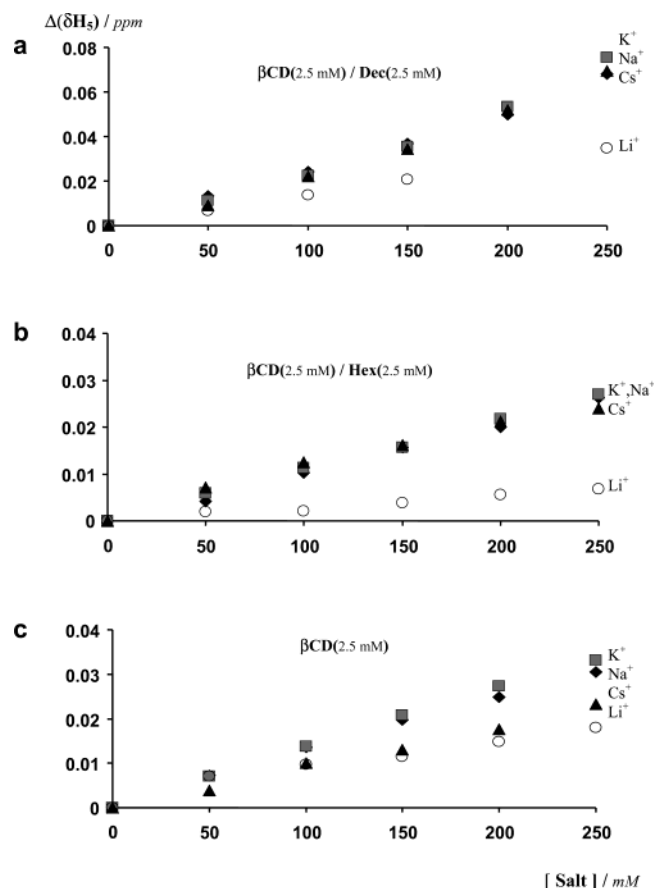 Δ(δH₅) / ppm
a
0.08
0.06
0.04
0.02
0
βCD(2.5 mM) / Dec(2.5 mM)
K⁺
Na⁺
Cs⁺
Li⁺
0 50 100 150 200 250
b
0.04
0.03
0.02
0.01
0
βCD(2.5 mM) / Hex(2.5 mM)
K⁺,Na⁺
Cs⁺
Li⁺
0 50 100 150 200 250
c
0.04
0.03
0.02
0.01
0
βCD(2.5 mM)
K⁺
Na⁺
Cs⁺
Li⁺
0 50 100 150 200 250
[ Salt ] / mM